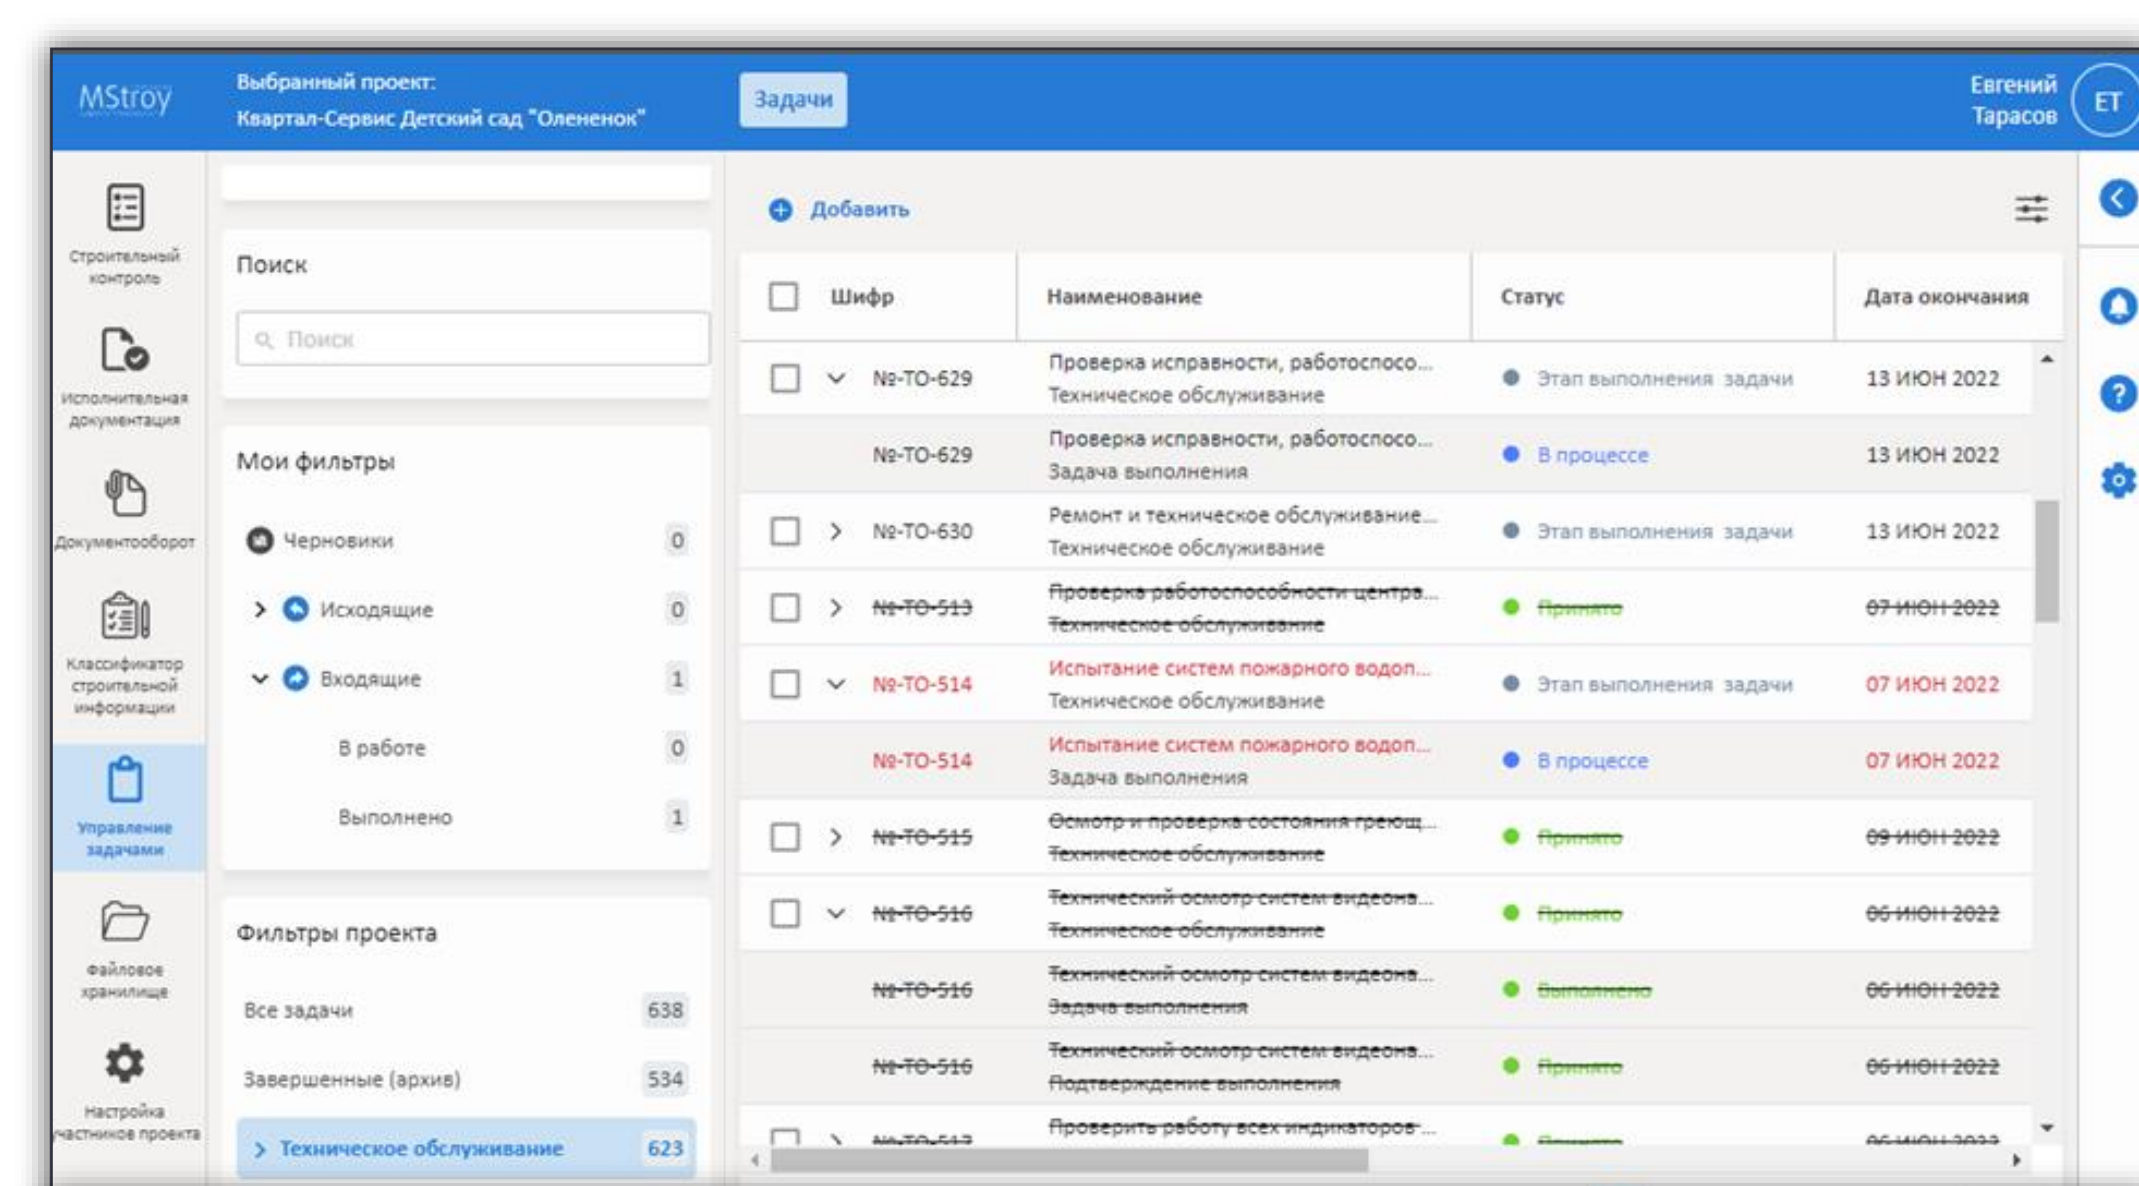 MStroy
Выбранный проект:
Квартал-Сервис Детский сад "Олененок"
Задачи
Евгений
Тарасов
ЕТ
Строительный
контроль
Исполнительная
документация
Документооборот
Классификатор
строительной
информации
Управление
задачами
Файловое
хранилище
Настройка
участников проекта
Поиск
Поиск
Мои фильтры
Черновики 0
Исходящие 0
Входящие 1
В работе 0
Выполнено 1
Фильтры проекта
Все задачи 638
Завершенные (архив) 534
Техническое обслуживание 623
Добавить
Шифр Наименование Статус Дата окончания
№-ТО-629 Проверка исправности, работоспосо... Этап выполнения задачи 13 ИЮН 2022
Техническое обслуживание
№-ТО-629 Проверка исправности, работоспосо... В процессе 13 ИЮН 2022
Задача выполнения
№-ТО-630 Ремонт и техническое обслуживание... Этап выполнения задачи 13 ИЮН 2022
Техническое обслуживание
№-ТО-513 Проверка работоспособности центра... Принято 07 ИЮН 2022
Техническое обслуживание
№-ТО-514 Испытание систем пожарного водоп... Этап выполнения задачи 07 ИЮН 2022
Техническое обслуживание
№-ТО-514 Испытание систем пожарного водоп... В процессе 07 ИЮН 2022
Задача выполнения
№-ТО-515 Осмотр и проверка состояния греющ... Принято 09 ИЮН 2022
Техническое обслуживание
№-ТО-516 Технический осмотр систем видеона... Принято 06 ИЮН 2022
Техническое обслуживание
№-ТО-516 Технический осмотр систем видеона... Выполнено 06 ИЮН 2022
Задача выполнения
№-ТО-516 Технический осмотр систем видеона... Принято 06 ИЮН 2022
Подтверждение выполнения
№-ТО-517 Проверить работу всех индикаторов ... Принято 06 ИЮН 2022